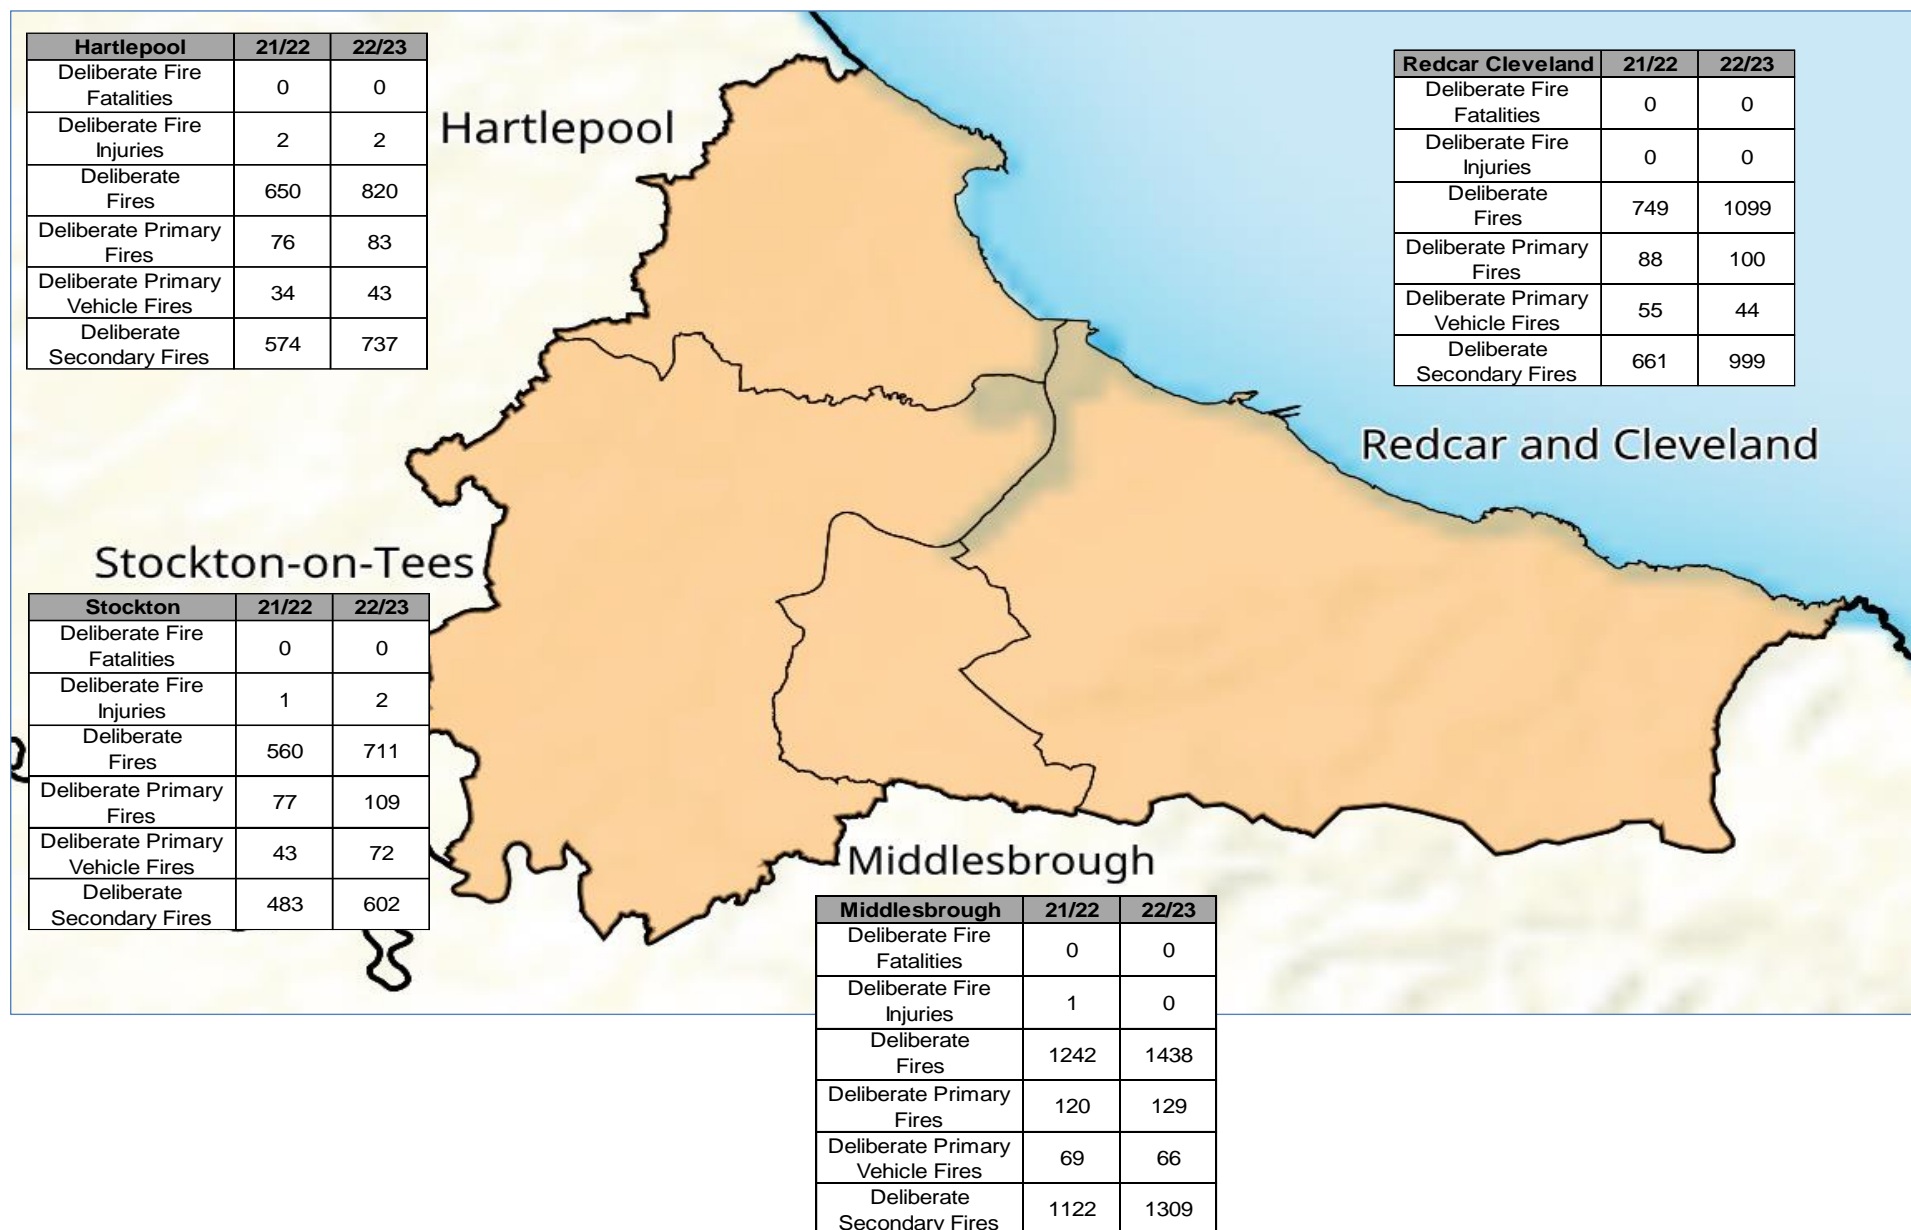 Hartlepool 21/22 22/23
Deliberate Fire
Fatalities 0 0
Deliberate Fire
Injuries 2 2
Deliberate
Fires 650 820
Deliberate Primary
Fires 76 83
Deliberate Primary
Vehicle Fires 34 43
Deliberate
Secondary Fires 574 737
Hartlepool
Redcar Cleveland 21/22 22/23
Deliberate Fire
Fatalities 0 0
Deliberate Fire
Injuries 0 0
Deliberate
Fires 749 1099
Deliberate Primary
Fires 88 100
Deliberate Primary
Vehicle Fires 55 44
Deliberate
Secondary Fires 661 999
Redcar and Cleveland
Stockton-on-Tees
Stockton 21/22 22/23
Deliberate Fire
Fatalities 0 0
Deliberate Fire
Injuries 1 2
Deliberate
Fires 560 711
Deliberate Primary
Fires 77 109
Deliberate Primary
Vehicle Fires 43 72
Deliberate
Secondary Fires 483 602
Middlesbrough
Middlesbrough 21/22 22/23
Deliberate Fire
Fatalities 0 0
Deliberate Fire
Injuries 1 0
Deliberate
Fires 1242 1438
Deliberate Primary
Fires 120 129
Deliberate Primary
Vehicle Fires 69 66
Deliberate
Secondary Fires 1122 1309